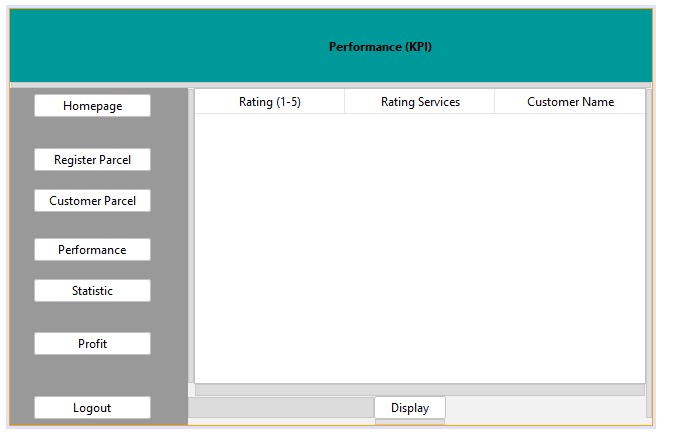 Performance (KPI)
Homepage
Rating (1-5) Rating Services Customer Name
Register Parcel
Customer Parcel
Performance
Statistic
Profit
Logout
Display